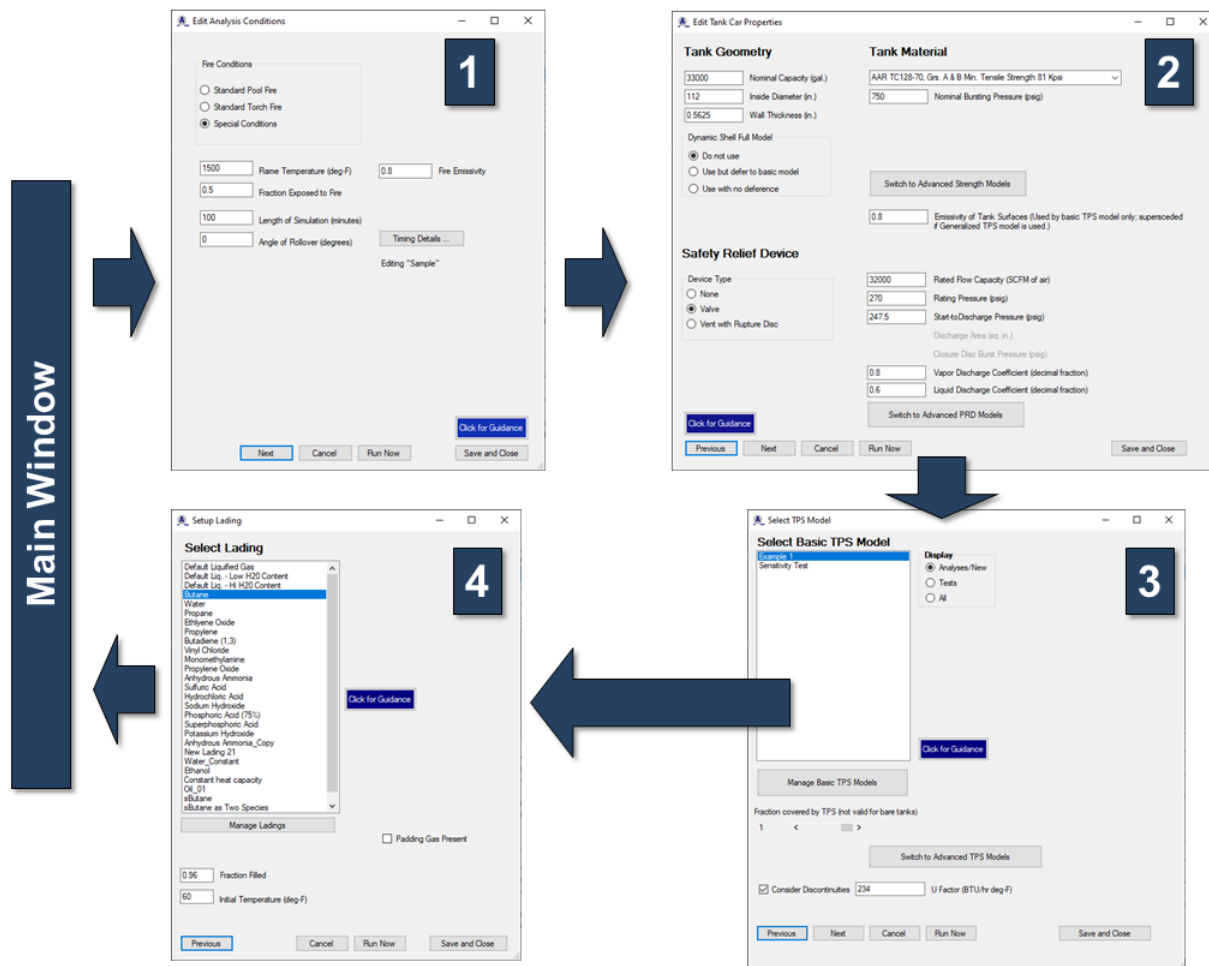 Main Window
Edit Analysis Conditions
1
Fire Conditions
Standard Pool Fire
Standard Torch Fire
Special Conditions
1500 Flame Temperature (deg-F) 0.8 Fire Emissivity
0.5 Fraction Exposed to Fire
100 Length of Simulation (minutes)
0 Angle of Rollover (degrees) Timing Details ...
Editing "Sample"
Click for Guidance
Next Cancel Run Now Save and Close
Edit Tank Car Properties
2
Tank Geometry Tank Material
33000 Nominal Capacity (gal.) AAR TC128-70, Grs. A & B Min. Tensile Strength 81 Kpsi
112 Inside Diameter (in.) 750 Nominal Bursting Pressure (psig)
0.5625 Wall Thickness (in.)
Dynamic Shell Full Model
Do not use
Use but defer to basic model
Use with no deference
Switch to Advanced Strength Models
0.8 Emissivity of Tank Surfaces (Used by basic TPS model only; superseded
if Generalized TPS model is used.)
Safety Relief Device
Device Type
None
Valve
Vent with Rupture Disc
32000 Rated Flow Capacity (SCFM of air)
270 Rating Pressure (psig)
247.5 Start-toDischarge Pressure (psig)
Discharge Area (sq. in.)
Closure Disc Burst Pressure (psig)
0.8 Vapor Discharge Coefficient (decimal fraction)
0.6 Liquid Discharge Coefficient (decimal fraction)
Switch to Advanced PRD Models
Click for Guidance
Previous Next Cancel Run Now Save and Close
Select TPS Model
3
Select Basic TPS Model
Example 1
Sensitivity Test
Display
Analyses/New
Tests
All
Click for Guidance
Manage Basic TPS Models
Fraction covered by TPS (not valid for bare tanks)
1 < >
Switch to Advanced TPS Models
Consider Discontinuities 234 U Factor (BTU/hr deg-F)
Previous Next Cancel Run Now Save and Close
Setup Lading
4
Select Lading
Default Liquified Gas
Default Liq. - Low H20 Content
Default Liq. - Hi H20 Content
Butane
Water
Propane
Ethlyene Oxide
Propylene
Butadiene (1,3)
Vinyl Chloride
Monomethylamine
Propylene Oxide
Anhydrous Ammonia
Sulfuric Acid
Hydrochloric Acid
Sodium Hydroxide
Phosphoric Acid (75%)
Superphosphoric Acid
Potassium Hydroxide
Anhydrous Ammonia_Copy
New Lading 21
Water_Constant
Ethanol
Constant heat capacity
Oil_01
sButane
sButane as Two Species
Click for Guidance
Manage Ladings
Padding Gas Present
0.96 Fraction Filled
60 Initial Temperature (deg-F)
Previous Cancel Run Now Save and Close